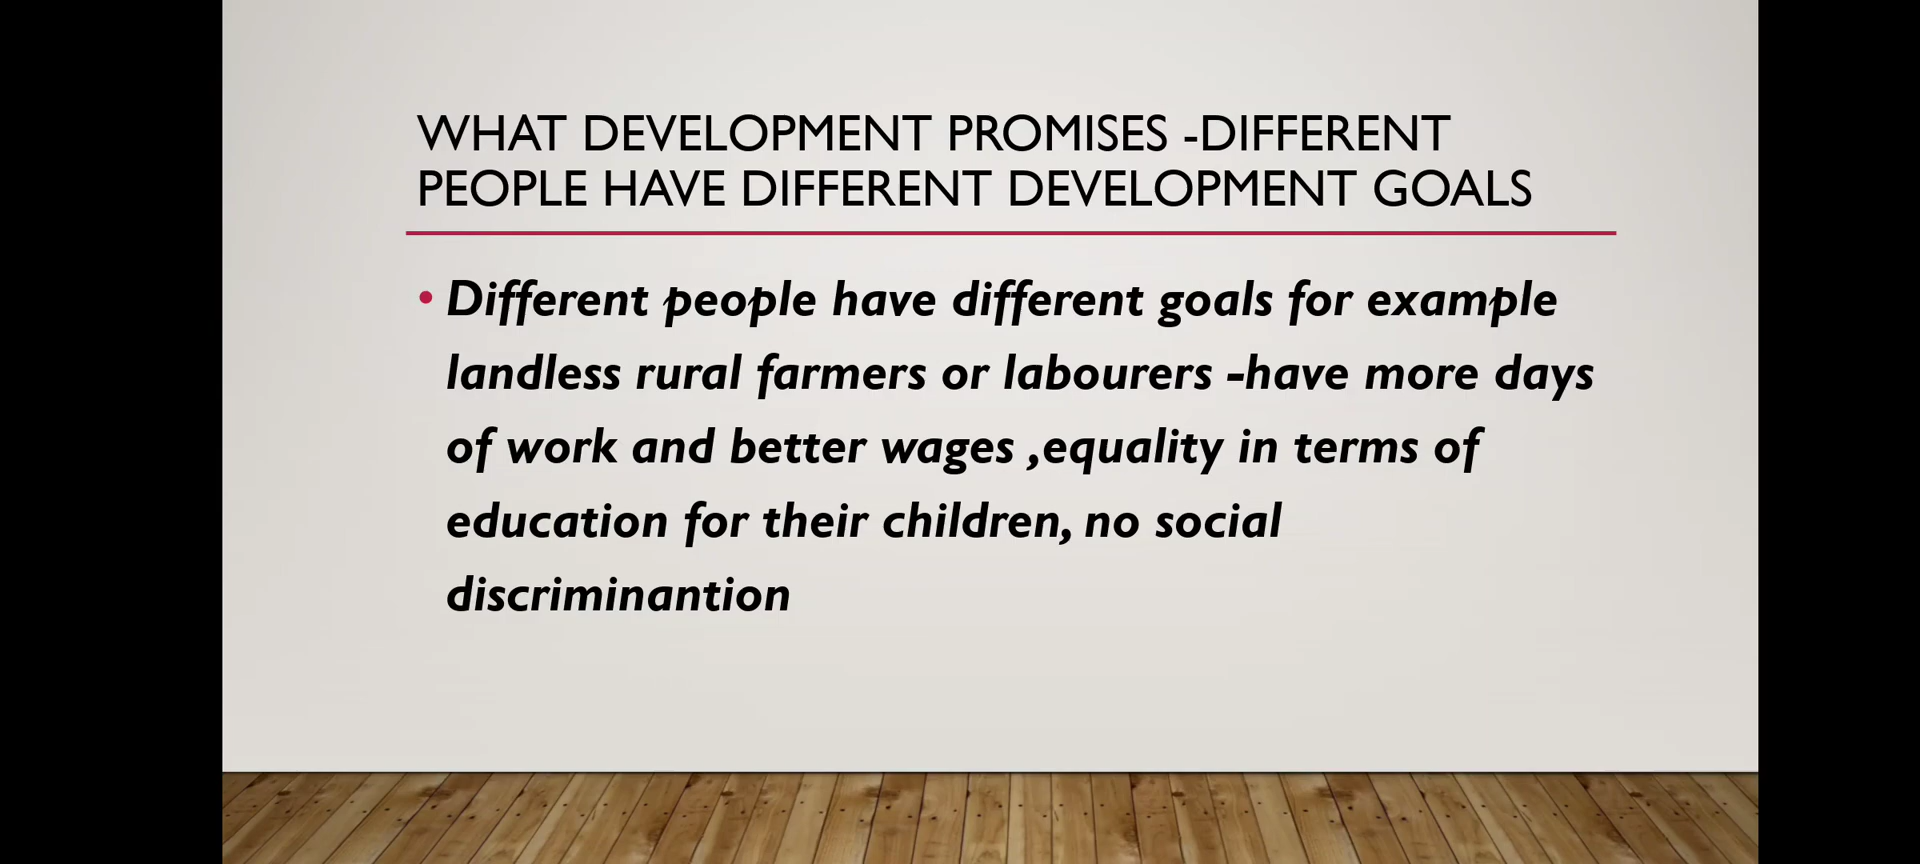 WHAT DEVELOPMENT PROMISES -DIFFERENT
PEOPLE HAVE DIFFERENT DEVELOPMENT GOALS
• Different people have different goals for example
landless rural farmers or labourers -have more days
of work and better wages ,equality in terms of
education for their children, no social
discriminantion